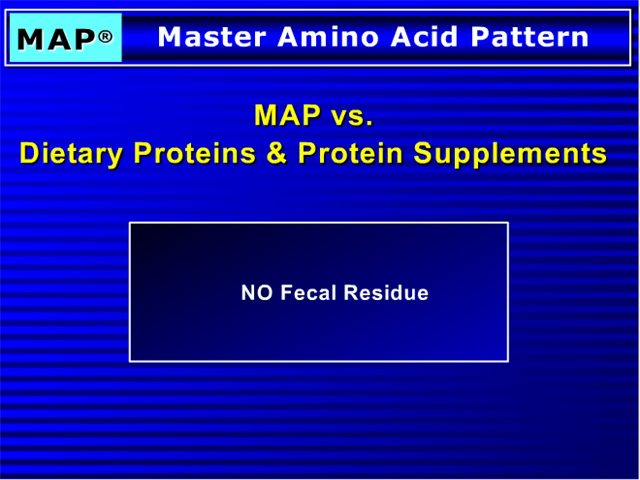 MAP® Master Amino Acid Pattern
MAP vs.
Dietary Proteins & Protein Supplements
NO Fecal Residue